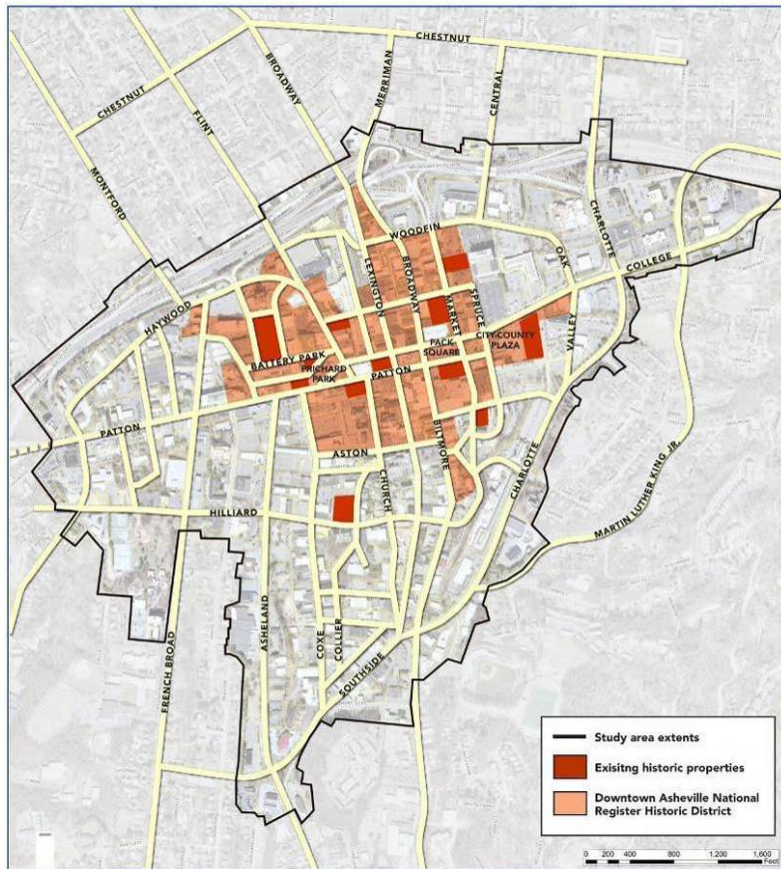 CHESTNUT
CHESTNUT
BROADWAY
MERRIMAN
CENTRAL
FLINT
MONTFORD
WOODFIN
OAK
CHARLOTTE
COLLEGE
HAYWOOD
LEXINGTON
BROADWAY
MARKET
SPRUCE
CITY-COUNTY
PLAZA
VALLEY
PACK
SQUARE
BATTERY PARK
PRICHARD
PARK
PATTON
PATTON
ASTON
BILTMORE
CHURCH
CHARLOTTE
HILLIARD
MARTIN LUTHER KING JR.
FRENCH BROAD
ASHELAND
COXE
COLLIER
SOUTHSIDE
Study area extents
Exisitng historic properties
Downtown Asheville National
Register Historic District
0 200 400 800 1,200 1,600
Feet